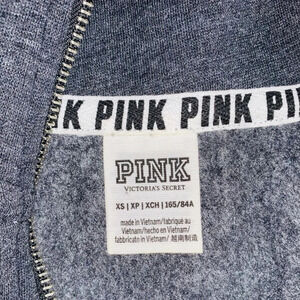 K PINK PINK PINK
PINK
VICTORIA'S SECRET
XS | XP | XCH | 165/84A
made in Vietnam/fabriqué au
Vietnam/hecho en Vietnam/
fabbricato in Vietnam/ 越南制造